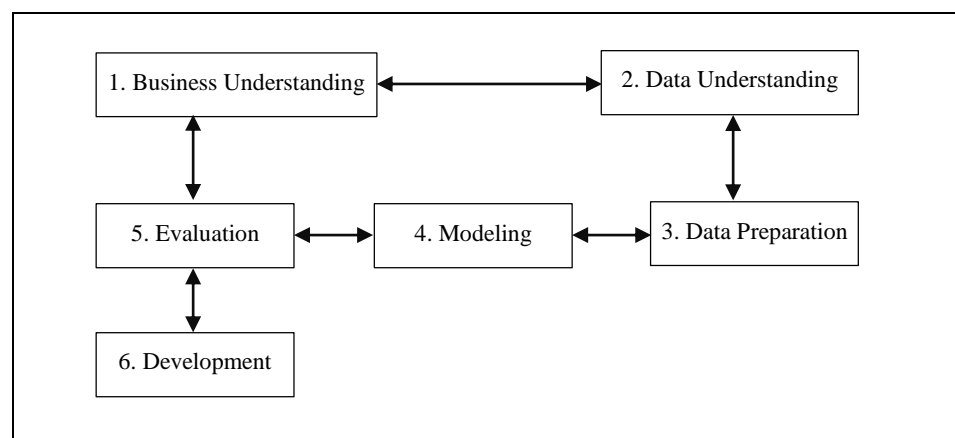 1. Business Understanding
2. Data Understanding
5. Evaluation
4. Modeling
3. Data Preparation
6. Development